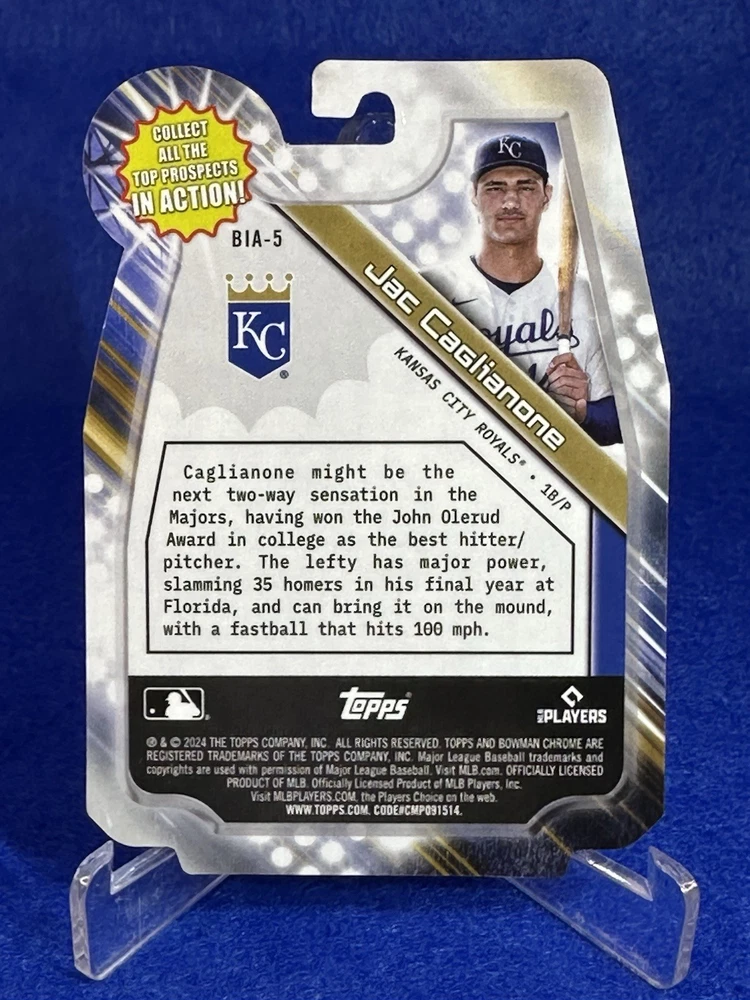 COLLECT
ALL THE
TOP PROSPECTS
IN ACTION!
BIA-5
KC
KC
Royals
Jac Caglianone
KANSAS CITY ROYALS® • 1B/P
Caglianone might be the
next two-way sensation in the
Majors, having won the John Olerud
Award in college as the best hitter/
pitcher. The lefty has major power,
slamming 35 homers in his final year at
Florida, and can bring it on the mound,
with a fastball that hits 100 mph.
TOPPS
MLB PLAYERS
® & © 2024 THE TOPPS COMPANY, INC. ALL RIGHTS RESERVED. TOPPS AND BOWMAN CHROME ARE
REGISTERED TRADEMARKS OF THE TOPPS COMPANY, INC. Major League Baseball trademarks and
copyrights are used with permission of Major League Baseball. Visit MLB.com. OFFICIALLY LICENSED
PRODUCT OF MLB. Officially Licensed Product of MLB Players, Inc.
Visit MLBPLAYERS.COM, the Players Choice on the web.
WWW.TOPPS.COM. CODE#CMP091514.